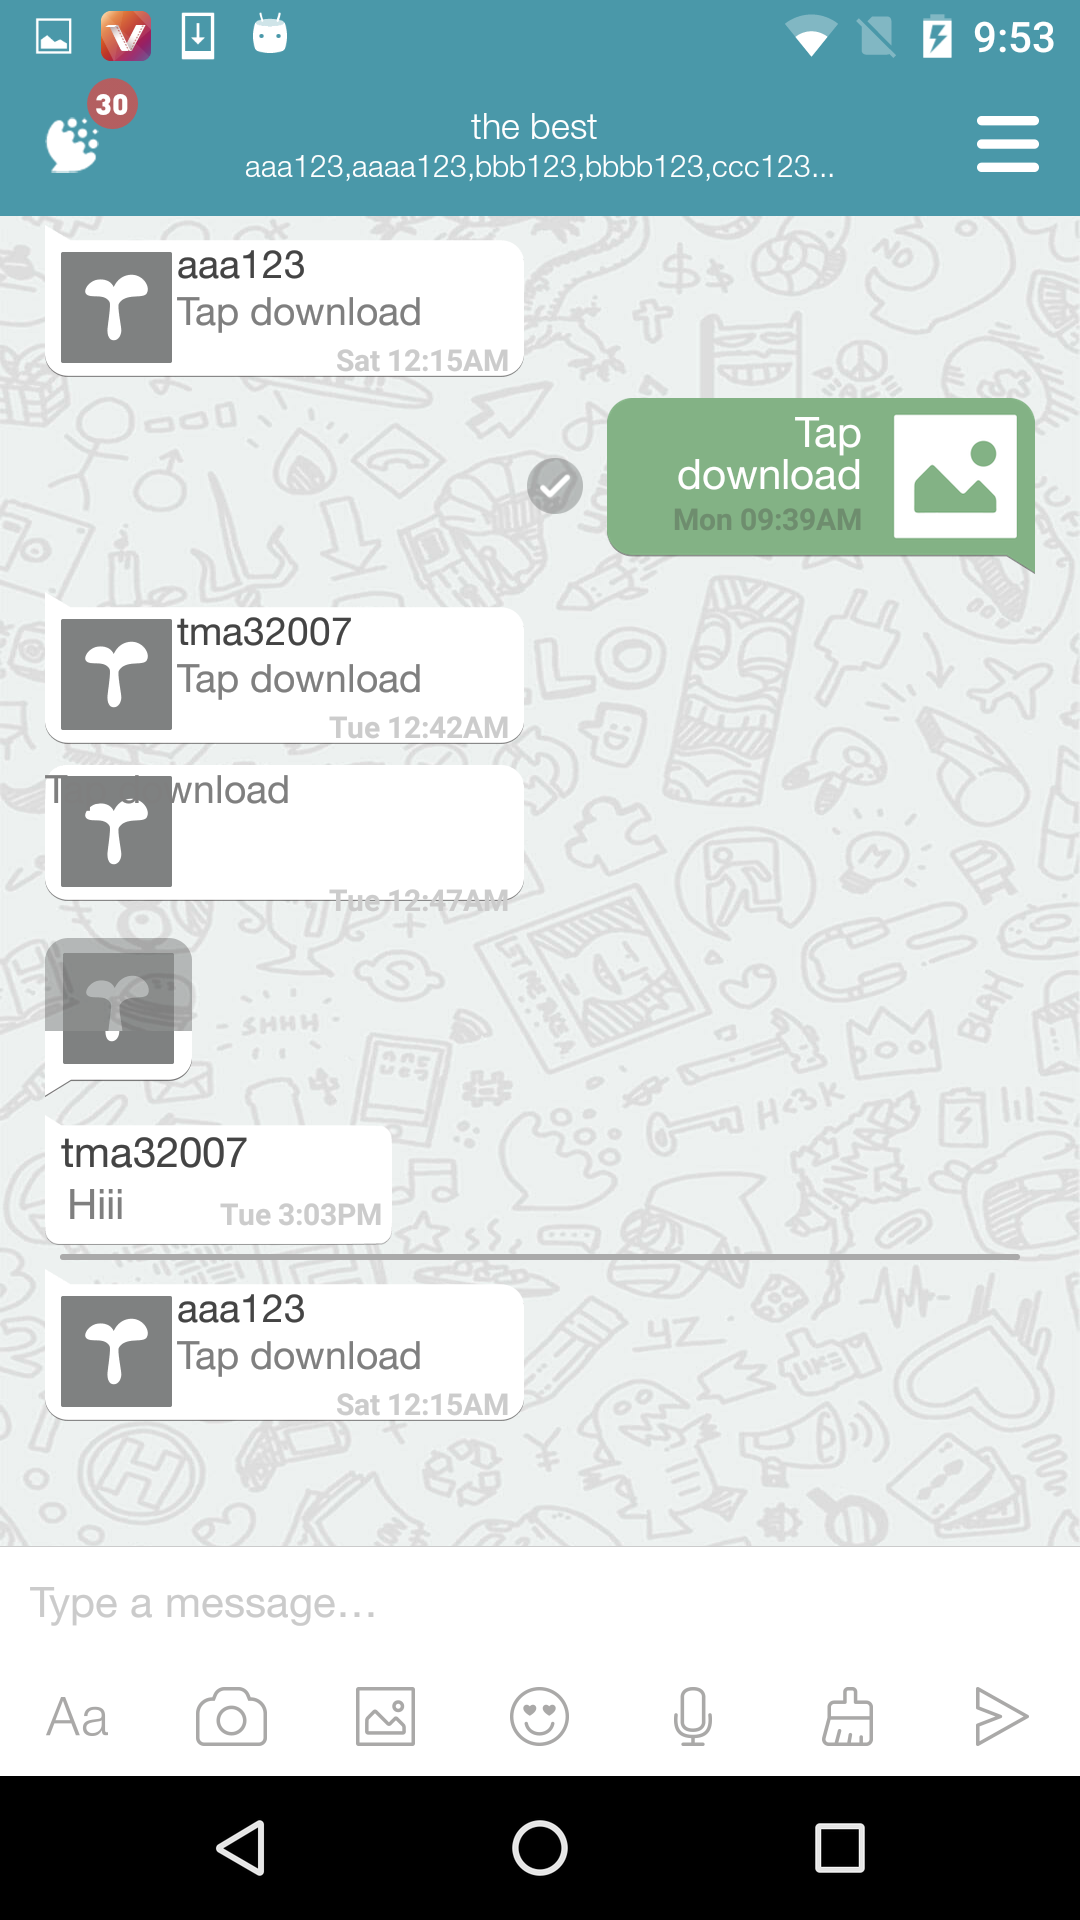 9:53
30
the best
aaa123,aaaa123,bbb123,bbbb123,ccc123...
aaa123
Tap download
Sat 12:15AM
Tap
download
Mon 09:39AM
tma32007
Tap download
Tue 12:42AM
Tap download
Tue 12:47AM
tma32007
Hiii
Tue 3:03PM
aaa123
Tap download
Sat 12:15AM
Type a message...
Aa